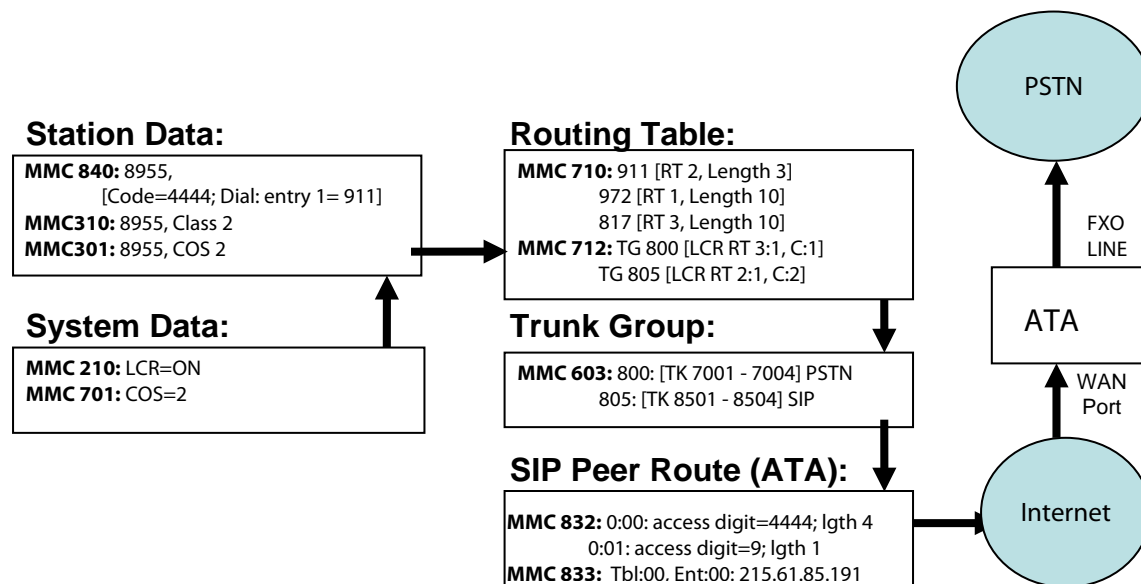 Station Data:
MMC 840: 8955,
[Code=4444; Dial: entry 1= 911]
MMC310: 8955, Class 2
MMC301: 8955, COS 2
System Data:
MMC 210: LCR=ON
MMC 701: COS=2
Routing Table:
MMC 710: 911 [RT 2, Length 3]
972 [RT 1, Length 10]
817 [RT 3, Length 10]
MMC 712: TG 800 [LCR RT 3:1, C:1]
TG 805 [LCR RT 2:1, C:2]
Trunk Group:
MMC 603: 800: [TK 7001 - 7004] PSTN
805: [TK 8501 - 8504] SIP
SIP Peer Route (ATA):
MMC 832: 0:00: access digit=4444; lgth 4
0:01: access digit=9; lgth 1
MMC 833: Tbl:00, Ent:00: 215.61.85.191
PSTN
FXO
LINE
ATA
WAN
Port
Internet